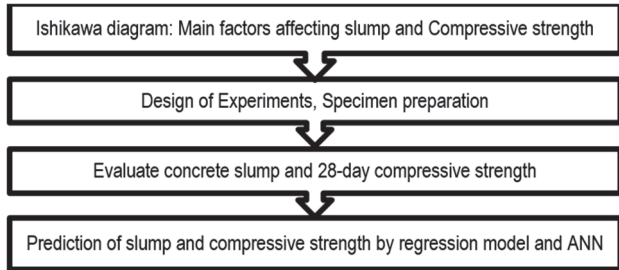 Ishikawa diagram: Main factors affecting slump and Compressive strength
Design of Experiments, Specimen preparation
Evaluate concrete slump and 28-day compressive strength
Prediction of slump and compressive strength by regression model and ANN